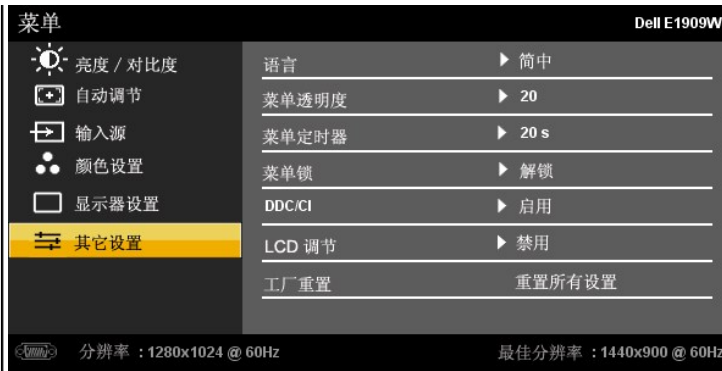 菜单 Dell E1909W
亮度 / 对比度
语言 简中
自动调节
菜单透明度 20
输入源
菜单定时器 20 s
颜色设置
菜单锁 解锁
显示器设置
DDC/CI 启用
其它设置
LCD 调节 禁用
工厂重置 重置所有设置
分辨率 : 1280x1024 @ 60Hz 最佳分辨率 : 1440x900 @ 60Hz